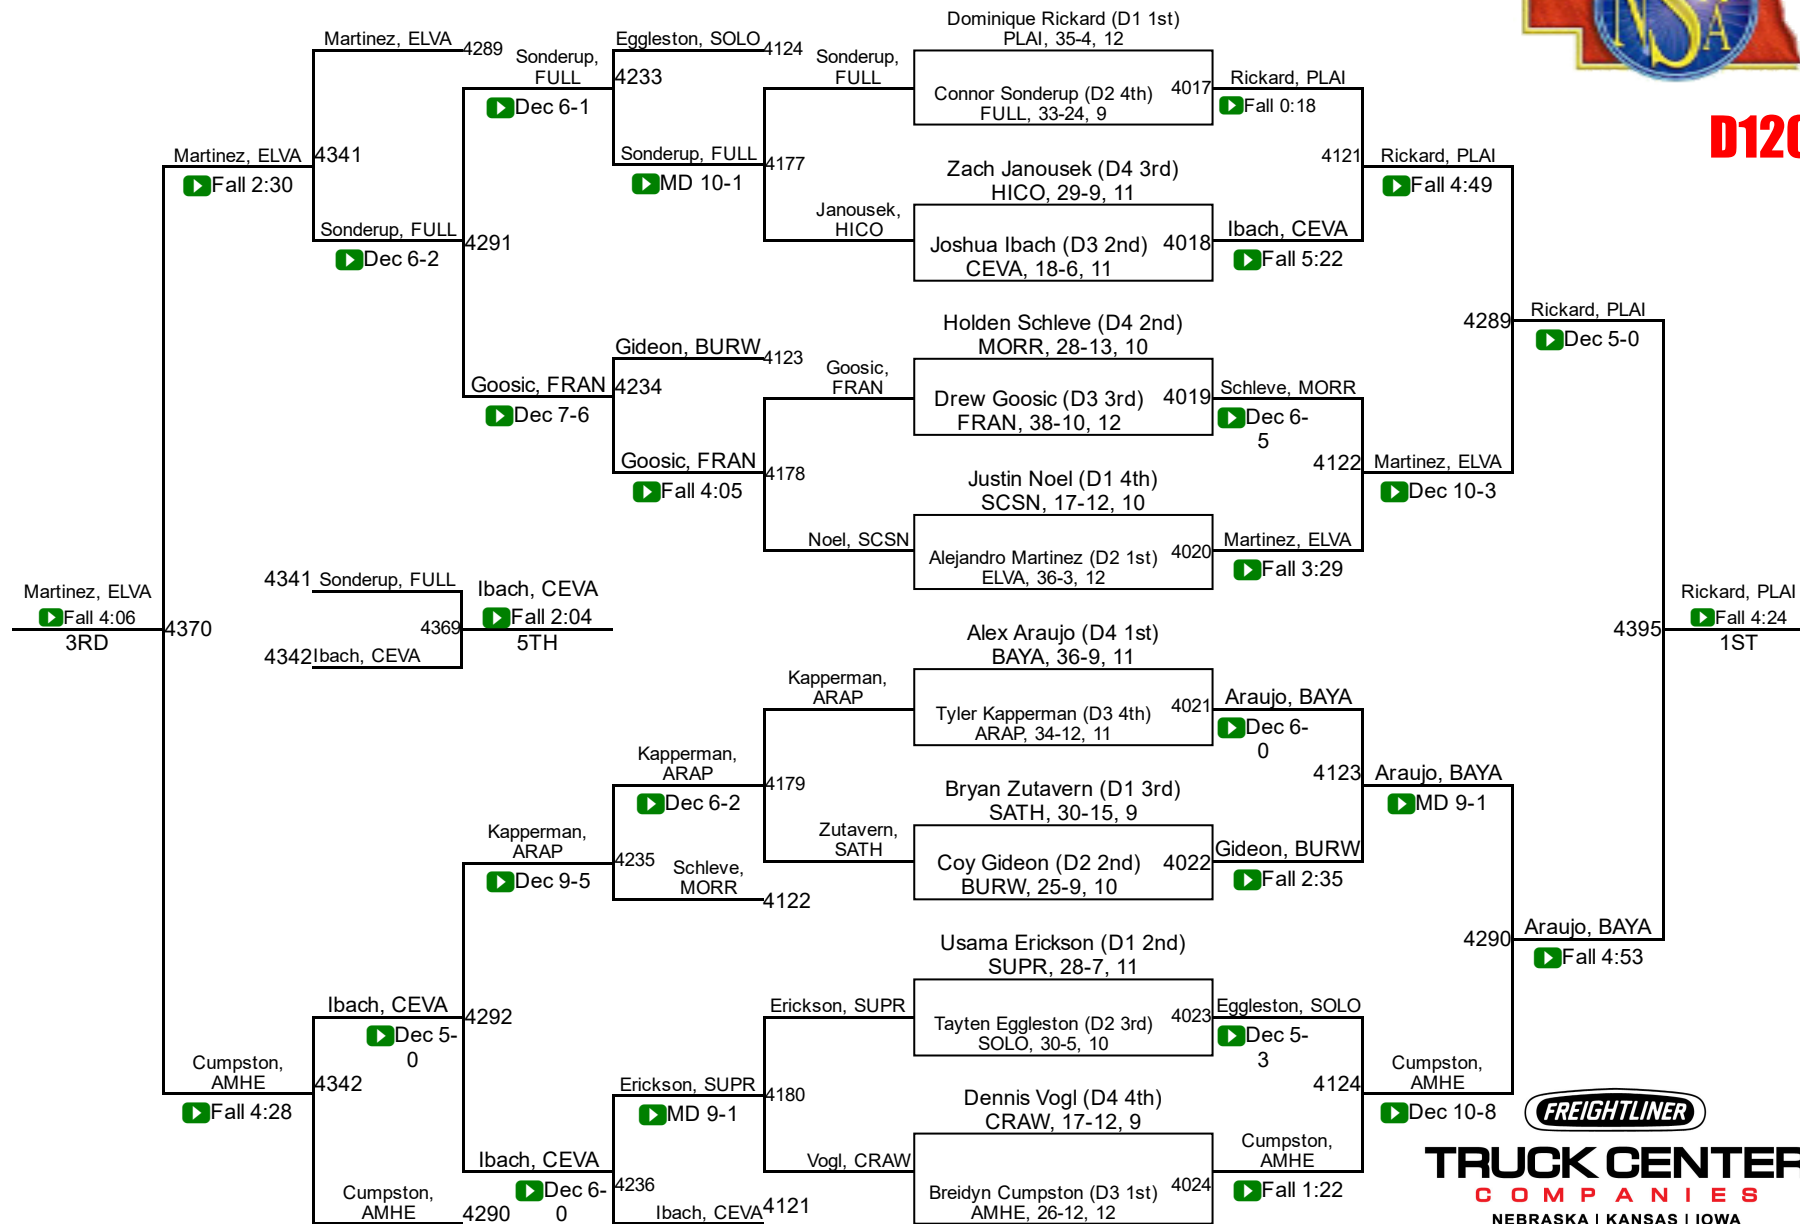 Martinez, ELVA
4289
Sonderup,
FULL
Dec 6-1
Eggleston, SOLO
4124
4233
Sonderup,
FULL
Dominique Rickard (D1 1st)
PLAI, 35-4, 12
Connor Sonderup (D2 4th)
FULL, 33-24, 9
4017
Rickard, PLAI
Fall 0:18
NSA
Martinez, ELVA
Fall 2:30
4341
Sonderup, FULL
MD 10-1
4177
Zach Janousek (D4 3rd)
HICO, 29-9, 11
4121
Rickard, PLAI
Fall 4:49
Sonderup, FULL
Dec 6-2
4291
Janousek,
HICO
Joshua Ibach (D3 2nd)
CEVA, 18-6, 11
4018
Ibach, CEVA
Fall 5:22
Gideon, BURW
4123
Goosic,
FRAN
Holden Schleve (D4 2nd)
MORR, 28-13, 10
4289
Rickard, PLAI
Dec 5-0
Goosic, FRAN
Dec 7-6
4234
Drew Goosic (D3 3rd)
FRAN, 38-10, 12
4019
Schleve, MORR
Dec 6-
5
Goosic, FRAN
Fall 4:05
4178
Justin Noel (D1 4th)
SCSN, 17-12, 10
4122
Martinez, ELVA
Dec 10-3
Noel, SCSN
Alejandro Martinez (D2 1st)
ELVA, 36-3, 12
4020
Martinez, ELVA
Fall 3:29
Martinez, ELVA
Fall 4:06
3RD
4370
4341
Sonderup, FULL
4342
Ibach, CEVA
4369
Ibach, CEVA
Fall 2:04
5TH
4395
Rickard, PLAI
Fall 4:24
1ST
Kapperman,
ARAP
Alex Araujo (D4 1st)
BAYA, 36-9, 11
Tyler Kapperman (D3 4th)
ARAP, 34-12, 11
4021
Araujo, BAYA
Dec 6-
0
Kapperman,
ARAP
Dec 6-2
4179
Bryan Zutavern (D1 3rd)
SATH, 30-15, 9
4123
Araujo, BAYA
MD 9-1
Kapperman,
ARAP
Dec 9-5
4235
Schleve,
MORR
4122
Zutavern,
SATH
Coy Gideon (D2 2nd)
BURW, 25-9, 10
4022
Gideon, BURW
Fall 2:35
Usama Erickson (D1 2nd)
SUPR, 28-7, 11
4290
Araujo, BAYA
Fall 4:53
Ibach, CEVA
Dec 5-
0
4292
Erickson, SUPR
Tayten Eggleston (D2 3rd)
SOLO, 30-5, 10
4023
Eggleston, SOLO
Dec 5-
3
Cumpston,
AMHE
Fall 4:28
4342
Erickson, SUPR
MD 9-1
4180
Dennis Vogl (D4 4th)
CRAW, 17-12, 9
4124
Cumpston,
AMHE
Dec 10-8
Cumpston,
AMHE
4290
Ibach, CEVA
Dec 6-
0
4236
Ibach, CEVA
4121
Vogl, CRAW
Breidyn Cumpston (D3 1st)
AMHE, 26-12, 12
4024
Cumpston,
AMHE
Fall 1:22
FREIGHTLINER
TRUCK CENTER
COMPANIES
NEBRASKA | KANSAS | IOWA